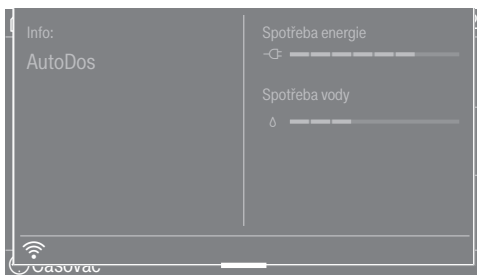 Info:
AutoDos
Spotřeba energie
Spotřeba vody
Časovač